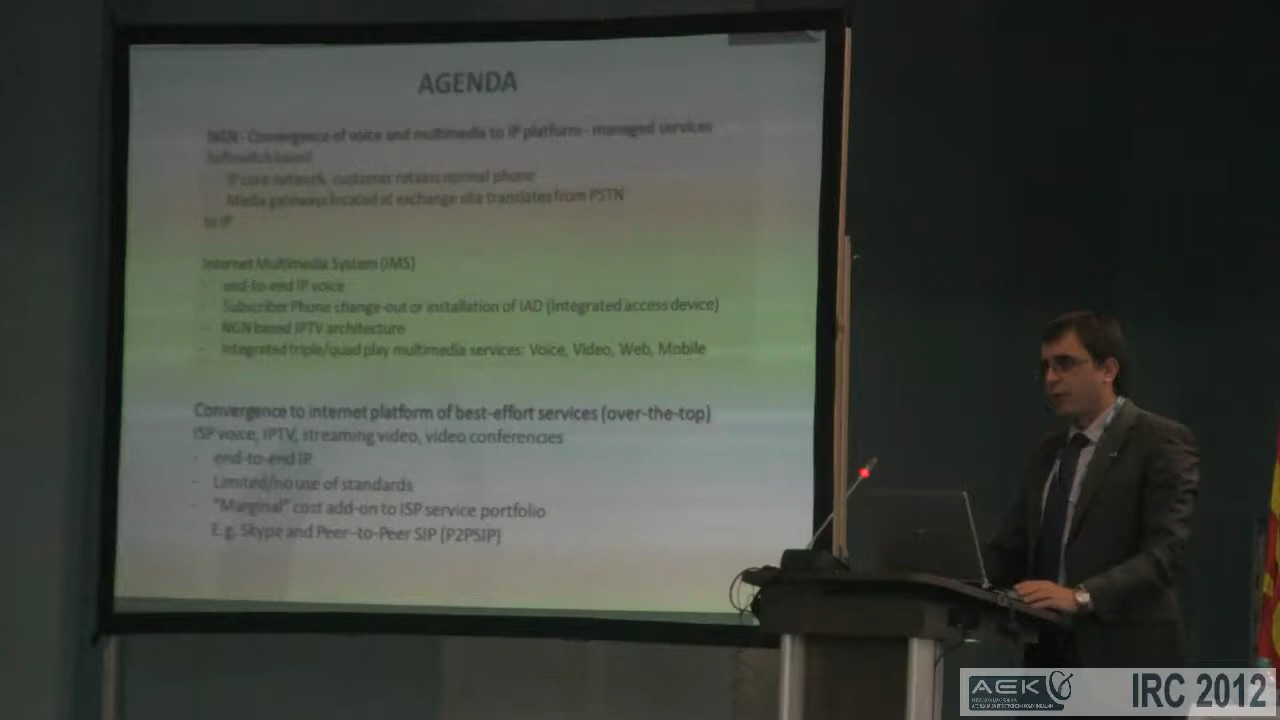 AGENDA
NGN - Convergence of voice and multimedia to IP platform - managed services
Softswitch based
- IP core network, customer retains normal phone
- Media gateways located at exchange site translates from PSTN
to IP
Internet Multimedia System (IMS)
- end-to-end IP voice
- Subscriber Phone change-out or installation of IAD (integrated access device)
- NGN based IPTV architecture
- Integrated triple/quad play multimedia services: Voice, Video, Web, Mobile
Convergence to internet platform of best-effort services (over-the-top)
ISP voice, IPTV, streaming video, video conferencies
- end-to-end IP
- Limited/no use of standards
- "Marginal" cost add-on to ISP service portfolio
E.g. Skype and Peer-to-Peer SIP (P2PSIP)
АЕК
IRC 2012